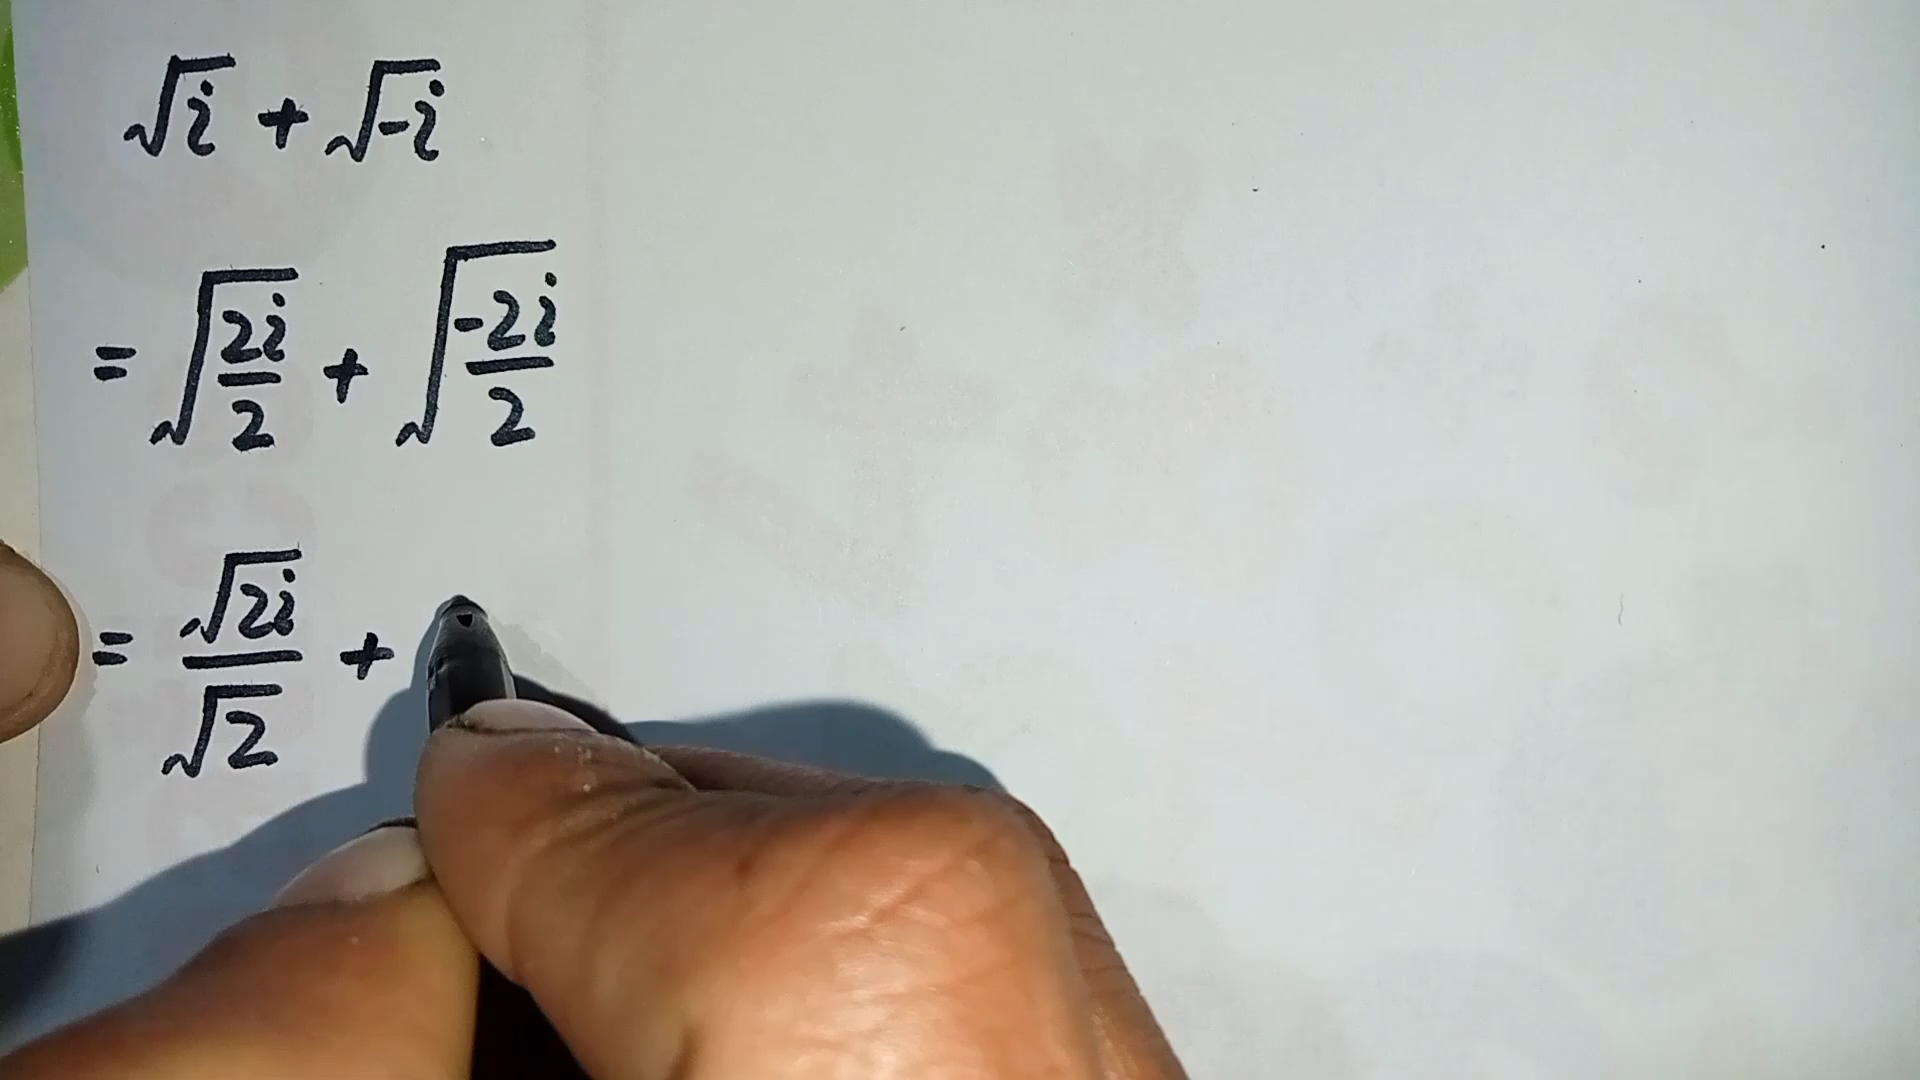 √i + √-i
= √(2i/2) + √(-2i/2)
= √2i/√2 +